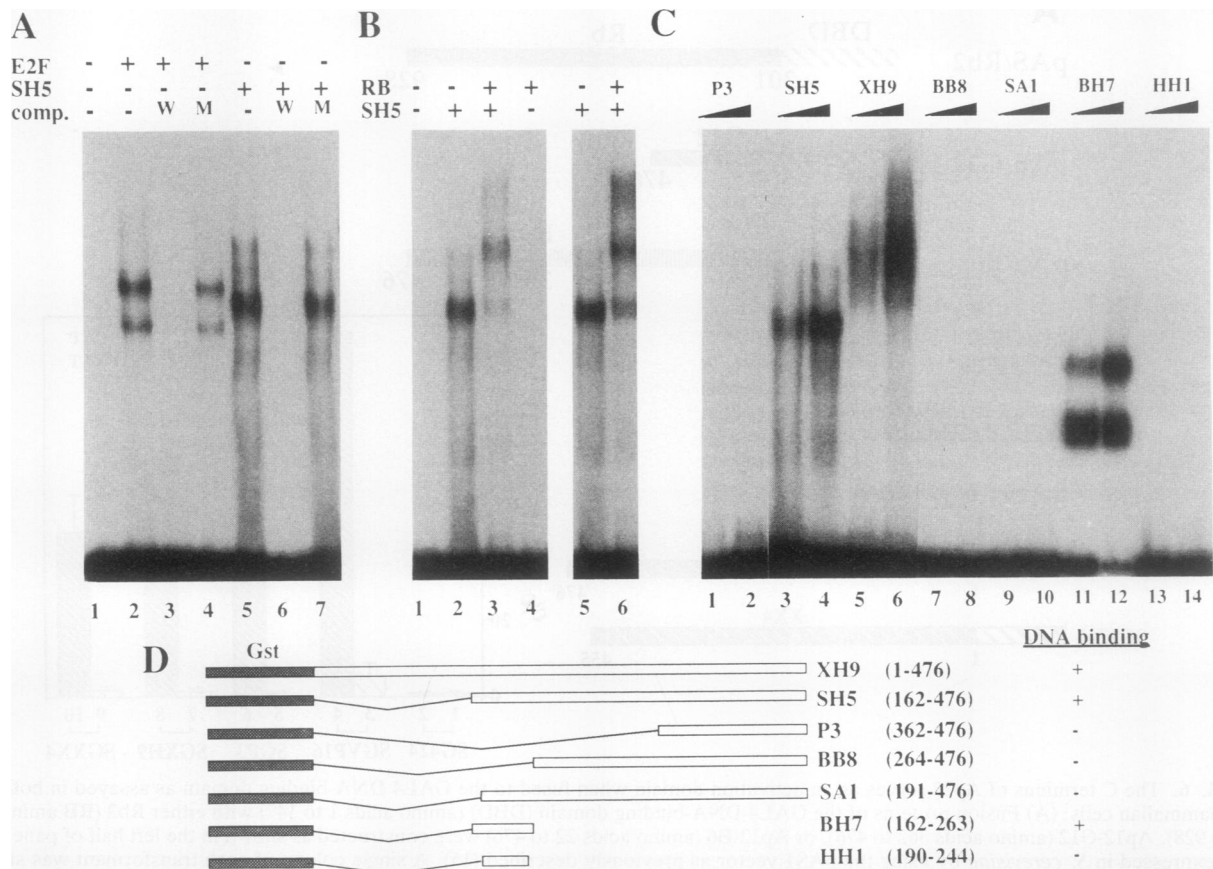 A
E2F - + + + - - -
SH5 - - - - + + +
comp. - - W M - W M
1 2 3 4 5 6 7
B
RB - - + + - +
SH5 - + + - + +
1 2 3 4 5 6
C
P3 SH5 XH9 BB8 SA1 BH7 HH1
1 2 3 4 5 6 7 8 9 10 11 12 13 14
D
Gst
DNA binding
XH9 (1-476) +
SH5 (162-476) +
P3 (362-476) -
BB8 (264-476) -
SA1 (191-476) -
BH7 (162-263) +
HH1 (190-244) -